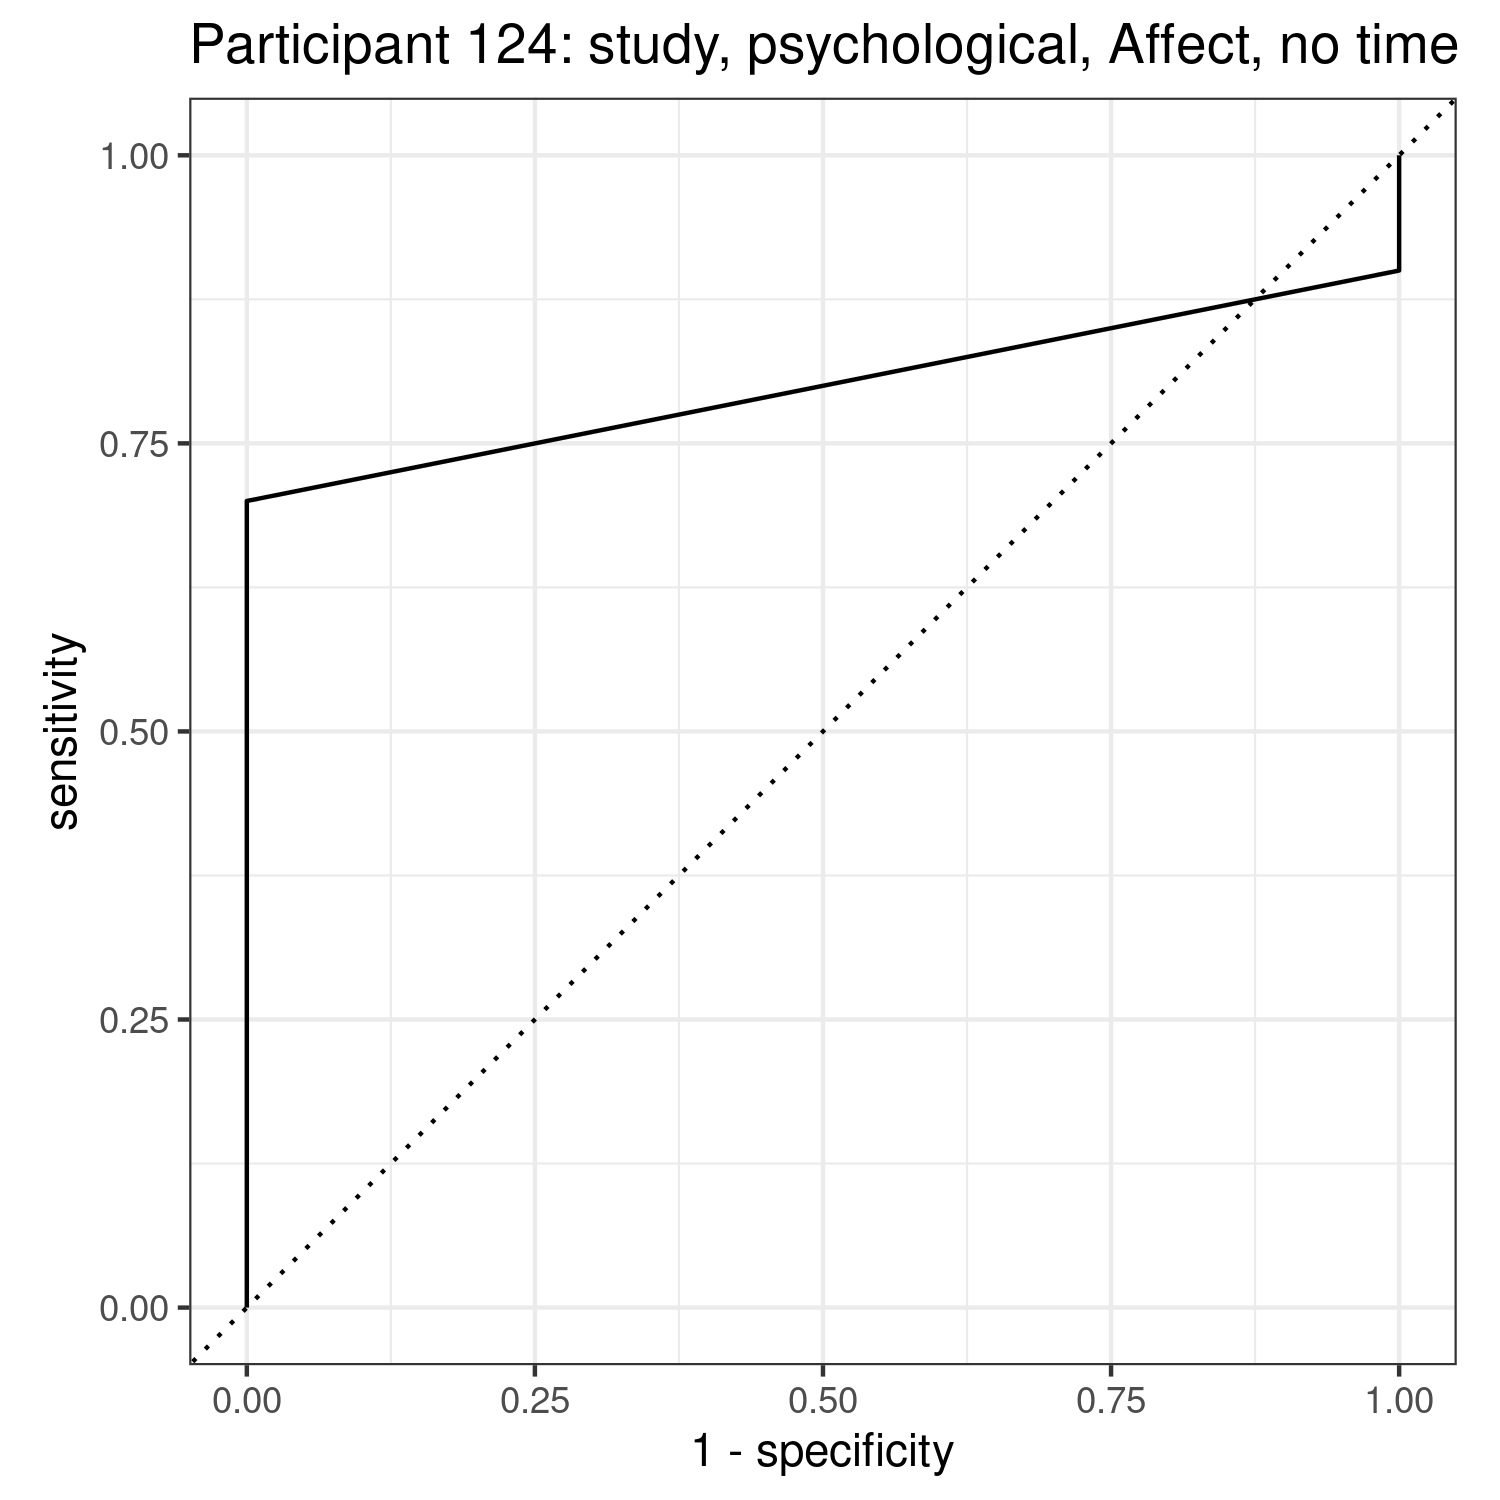 Participant 124: study, psychological, Affect, no time
1.00
0.75
0.50
0.25
0.00
sensitivity
0.00 0.25 0.50 0.75 1.00
1 - specificity